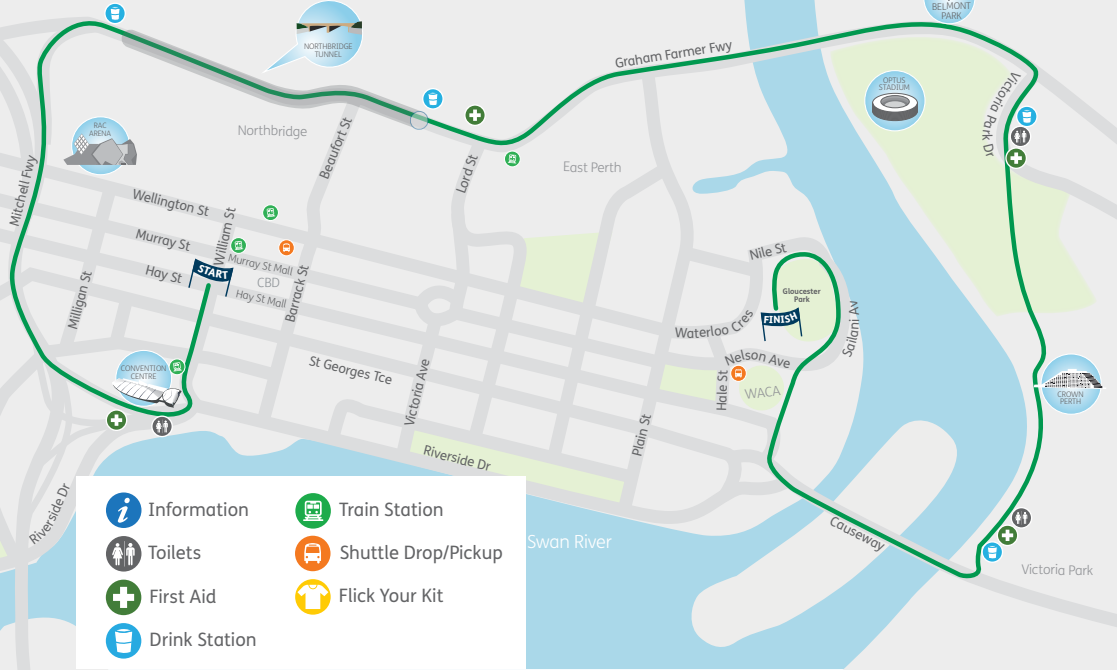 BELMONT
PARK
NORTHBRIDGE
TUNNEL
Graham Farmer Fwy
OPTUS
STADIUM
Victoria Park Dr
RAC
ARENA
Northbridge
Beaufort St
Lord St
East Perth
Mitchell Fwy
Wellington St
William St
Murray St
Murray St Mall
Hay St
START
CBD
Hay St Mall
Barrack St
Milligan St
Nile St
Gloucester
Park
FINISH
Waterloo Cres
Sailani Av
Nelson Ave
Hale St
WACA
CONVENTION
CENTRE
St Georges Tce
Victoria Ave
Plain St
CROWN
PERTH
Riverside Dr
Riverside Dr
Causeway
Swan River
Victoria Park
i Information
Train Station
Toilets
Shuttle Drop/Pickup
First Aid
Flick Your Kit
Drink Station